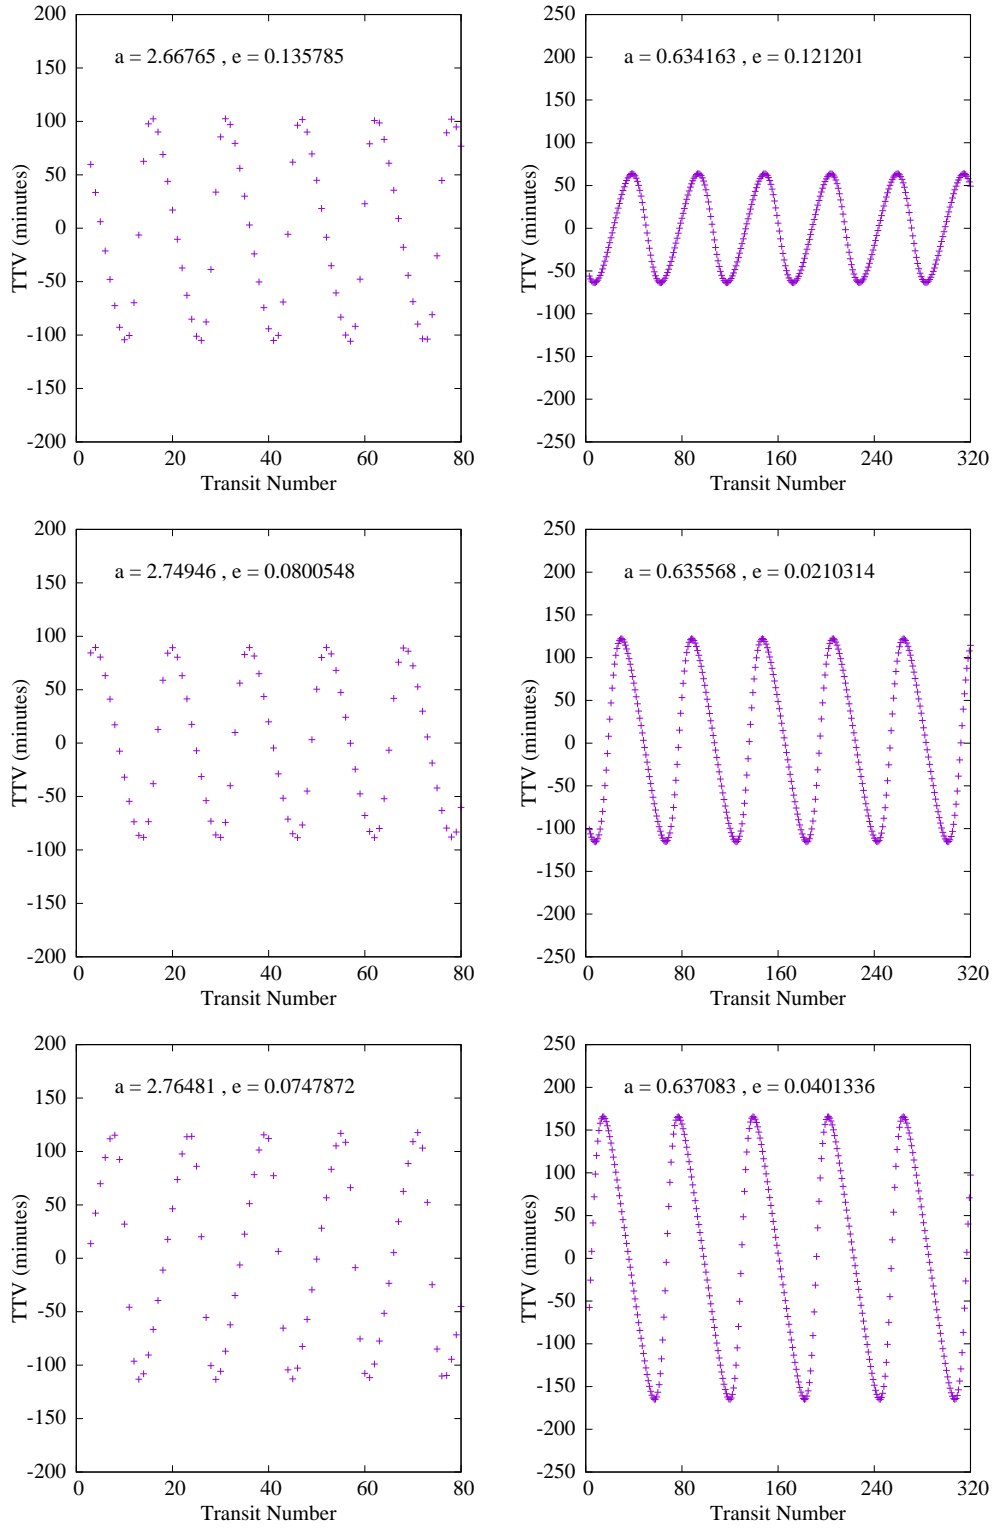 200
150
100
50
0
-50
-100
-150
-200
0 20 40 60 80
TTV (minutes)
Transit Number
a = 2.66765 , e = 0.135785
250
200
150
100
50
0
-50
-100
-150
-200
-250
0 80 160 240 320
TTV (minutes)
Transit Number
a = 0.634163 , e = 0.121201
200
150
100
50
0
-50
-100
-150
-200
0 20 40 60 80
TTV (minutes)
Transit Number
a = 2.74946 , e = 0.0800548
250
200
150
100
50
0
-50
-100
-150
-200
-250
0 80 160 240 320
TTV (minutes)
Transit Number
a = 0.635568 , e = 0.0210314
200
150
100
50
0
-50
-100
-150
-200
0 20 40 60 80
TTV (minutes)
Transit Number
a = 2.76481 , e = 0.0747872
250
200
150
100
50
0
-50
-100
-150
-200
-250
0 80 160 240 320
TTV (minutes)
Transit Number
a = 0.637083 , e = 0.0401336